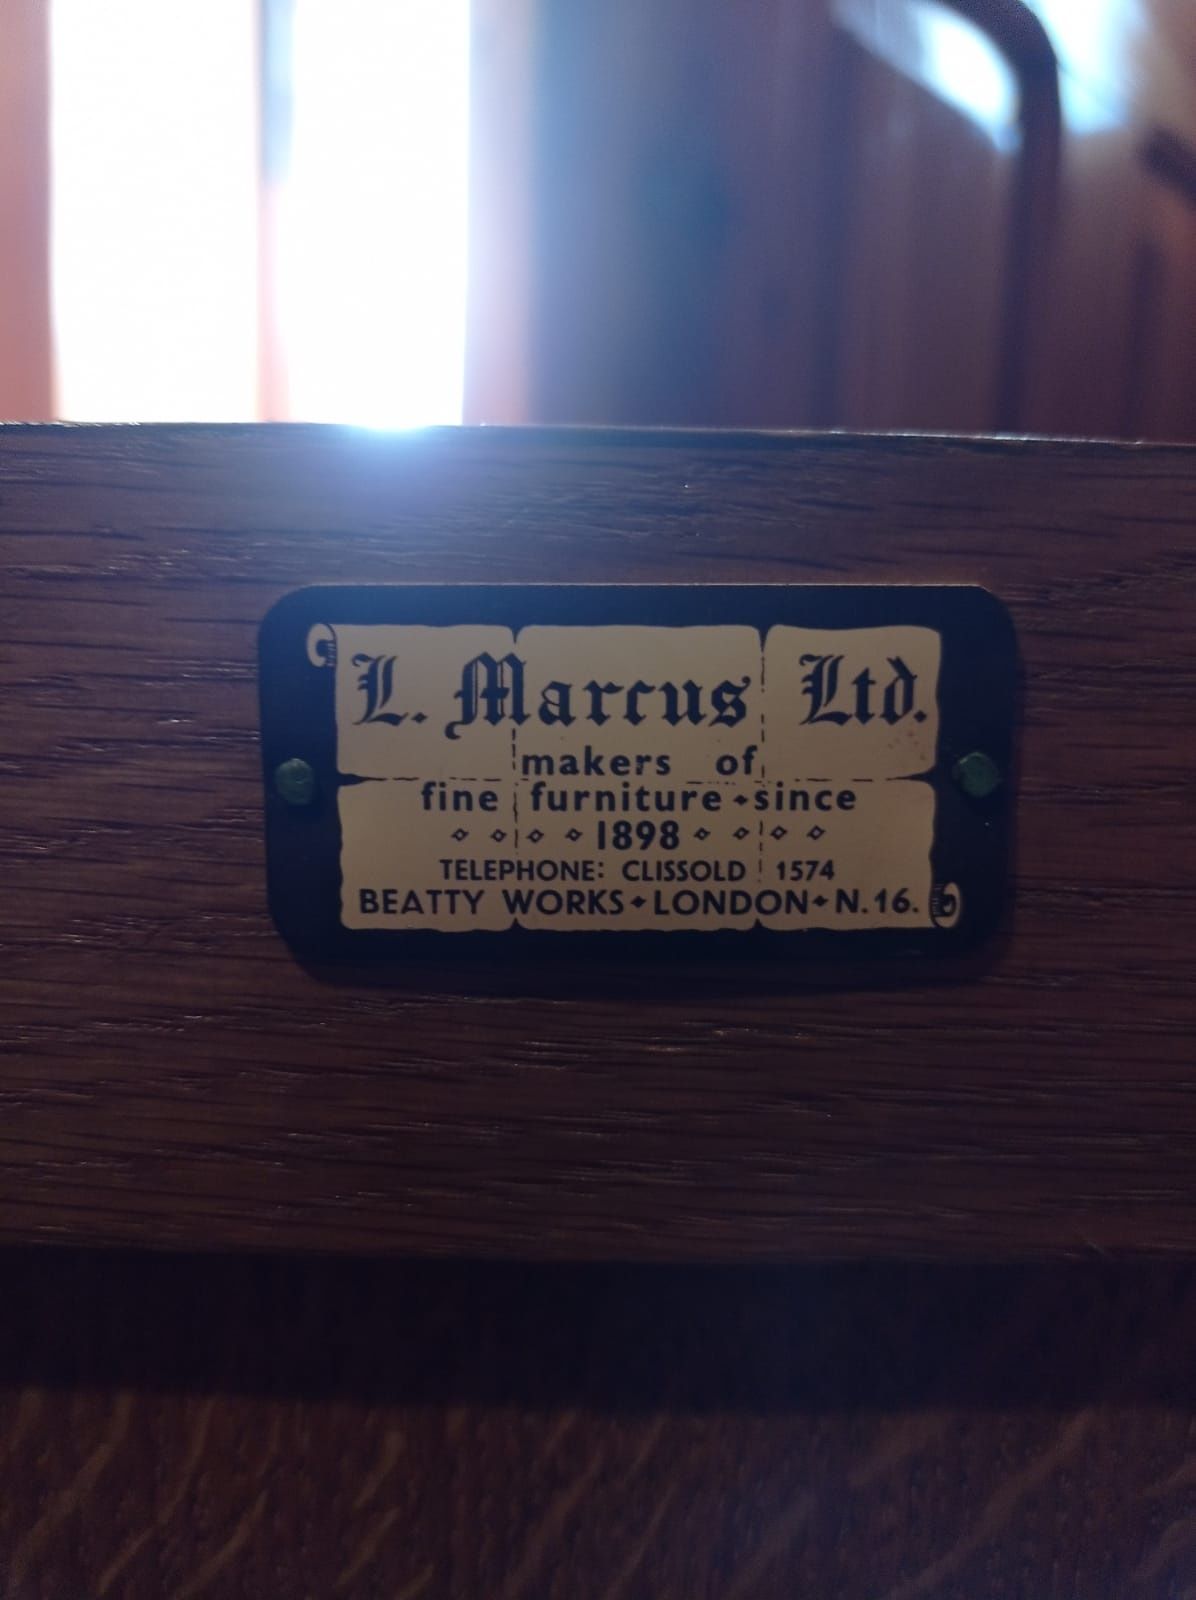 L. Marcus Ltd.
makers of
fine furniture • since
1898
TELEPHONE: CLISSOLD 1574
BEATTY WORKS • LONDON • N.16.